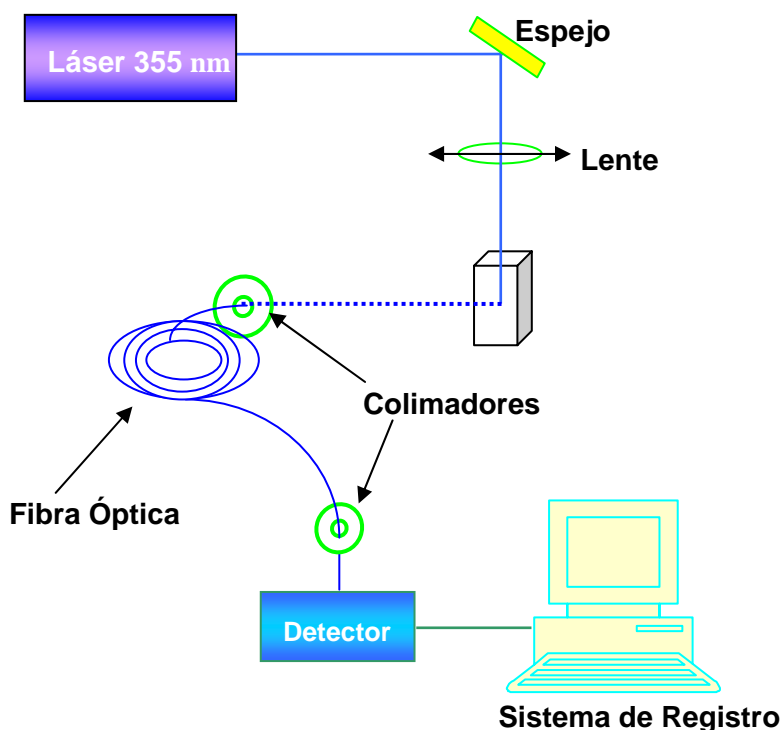 Espejo
Láser 355 nm
Lente
Colimadores
Fibra Óptica
Detector
Sistema de Registro